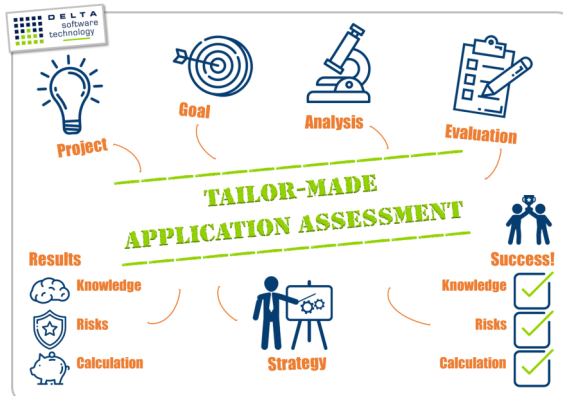 DELTA
software
technology
Project
Goal
Analysis
Evaluation
TAILOR-MADE
APPLICATION ASSESSMENT
Results
Knowledge
Risks
Calculation
Strategy
Success!
Knowledge
Risks
Calculation